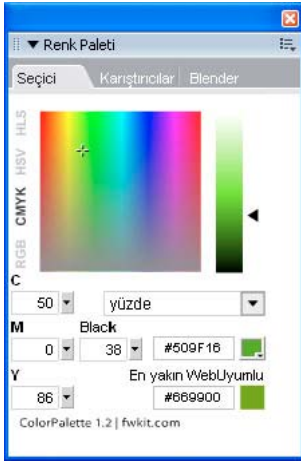 Renk Paleti
Seçici Karıştırıcılar Blender
HLS
HSV
CMYK
RGB
C
50 yüzde
M Black
0 38 #509F16
Y En yakın WebUyumlu
86 #669900
ColorPalette 1.2 | fwkit.com